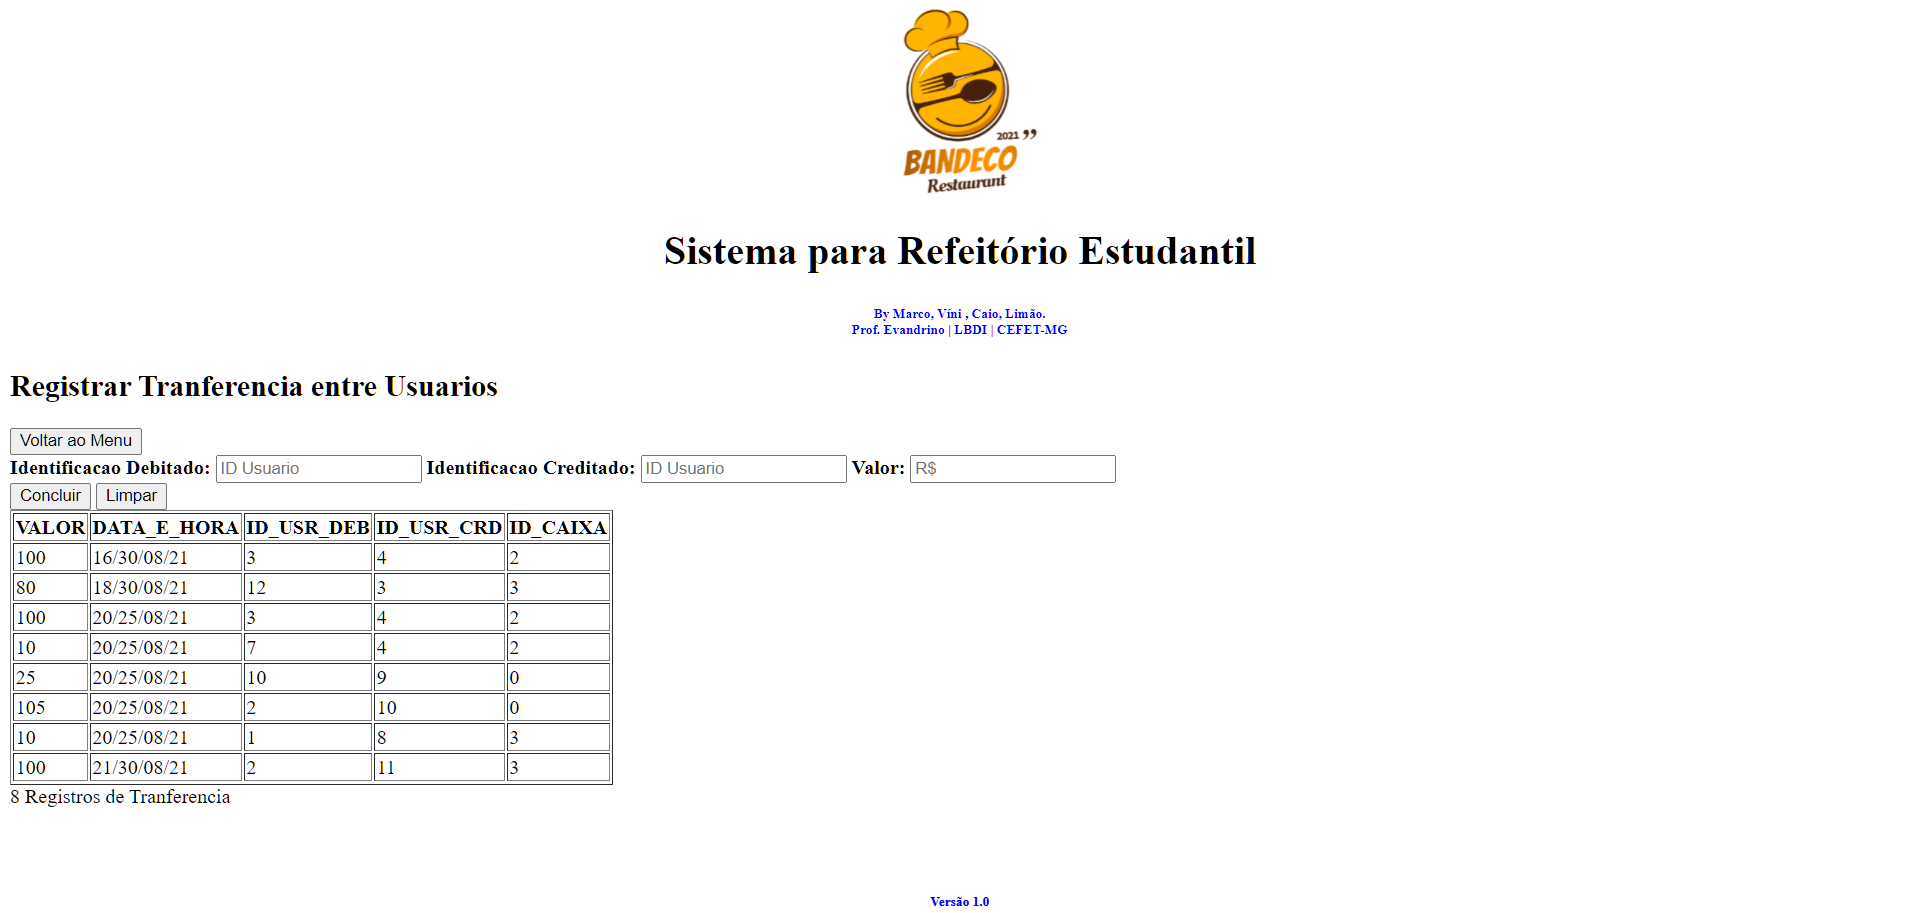 2021 ”
BANDECO
Restaurant
Sistema para Refeitório Estudantil
By Marco, Víni , Caio, Limão.
Prof. Evandrino | LBDI | CEFET-MG
Registrar Tranferencia entre Usuarios
Voltar ao Menu
Identificacao Debitado: ID Usuario Identificacao Creditado: ID Usuario Valor: R$
Concluir Limpar
VALOR DATA_E_HORA ID_USR_DEB ID_USR_CRD ID_CAIXA
100 16/30/08/21 3 4 2
80 18/30/08/21 12 3 3
100 20/25/08/21 3 4 2
10 20/25/08/21 7 4 2
25 20/25/08/21 10 9 0
105 20/25/08/21 2 10 0
10 20/25/08/21 1 8 3
100 21/30/08/21 2 11 3
8 Registros de Tranferencia
Versão 1.0